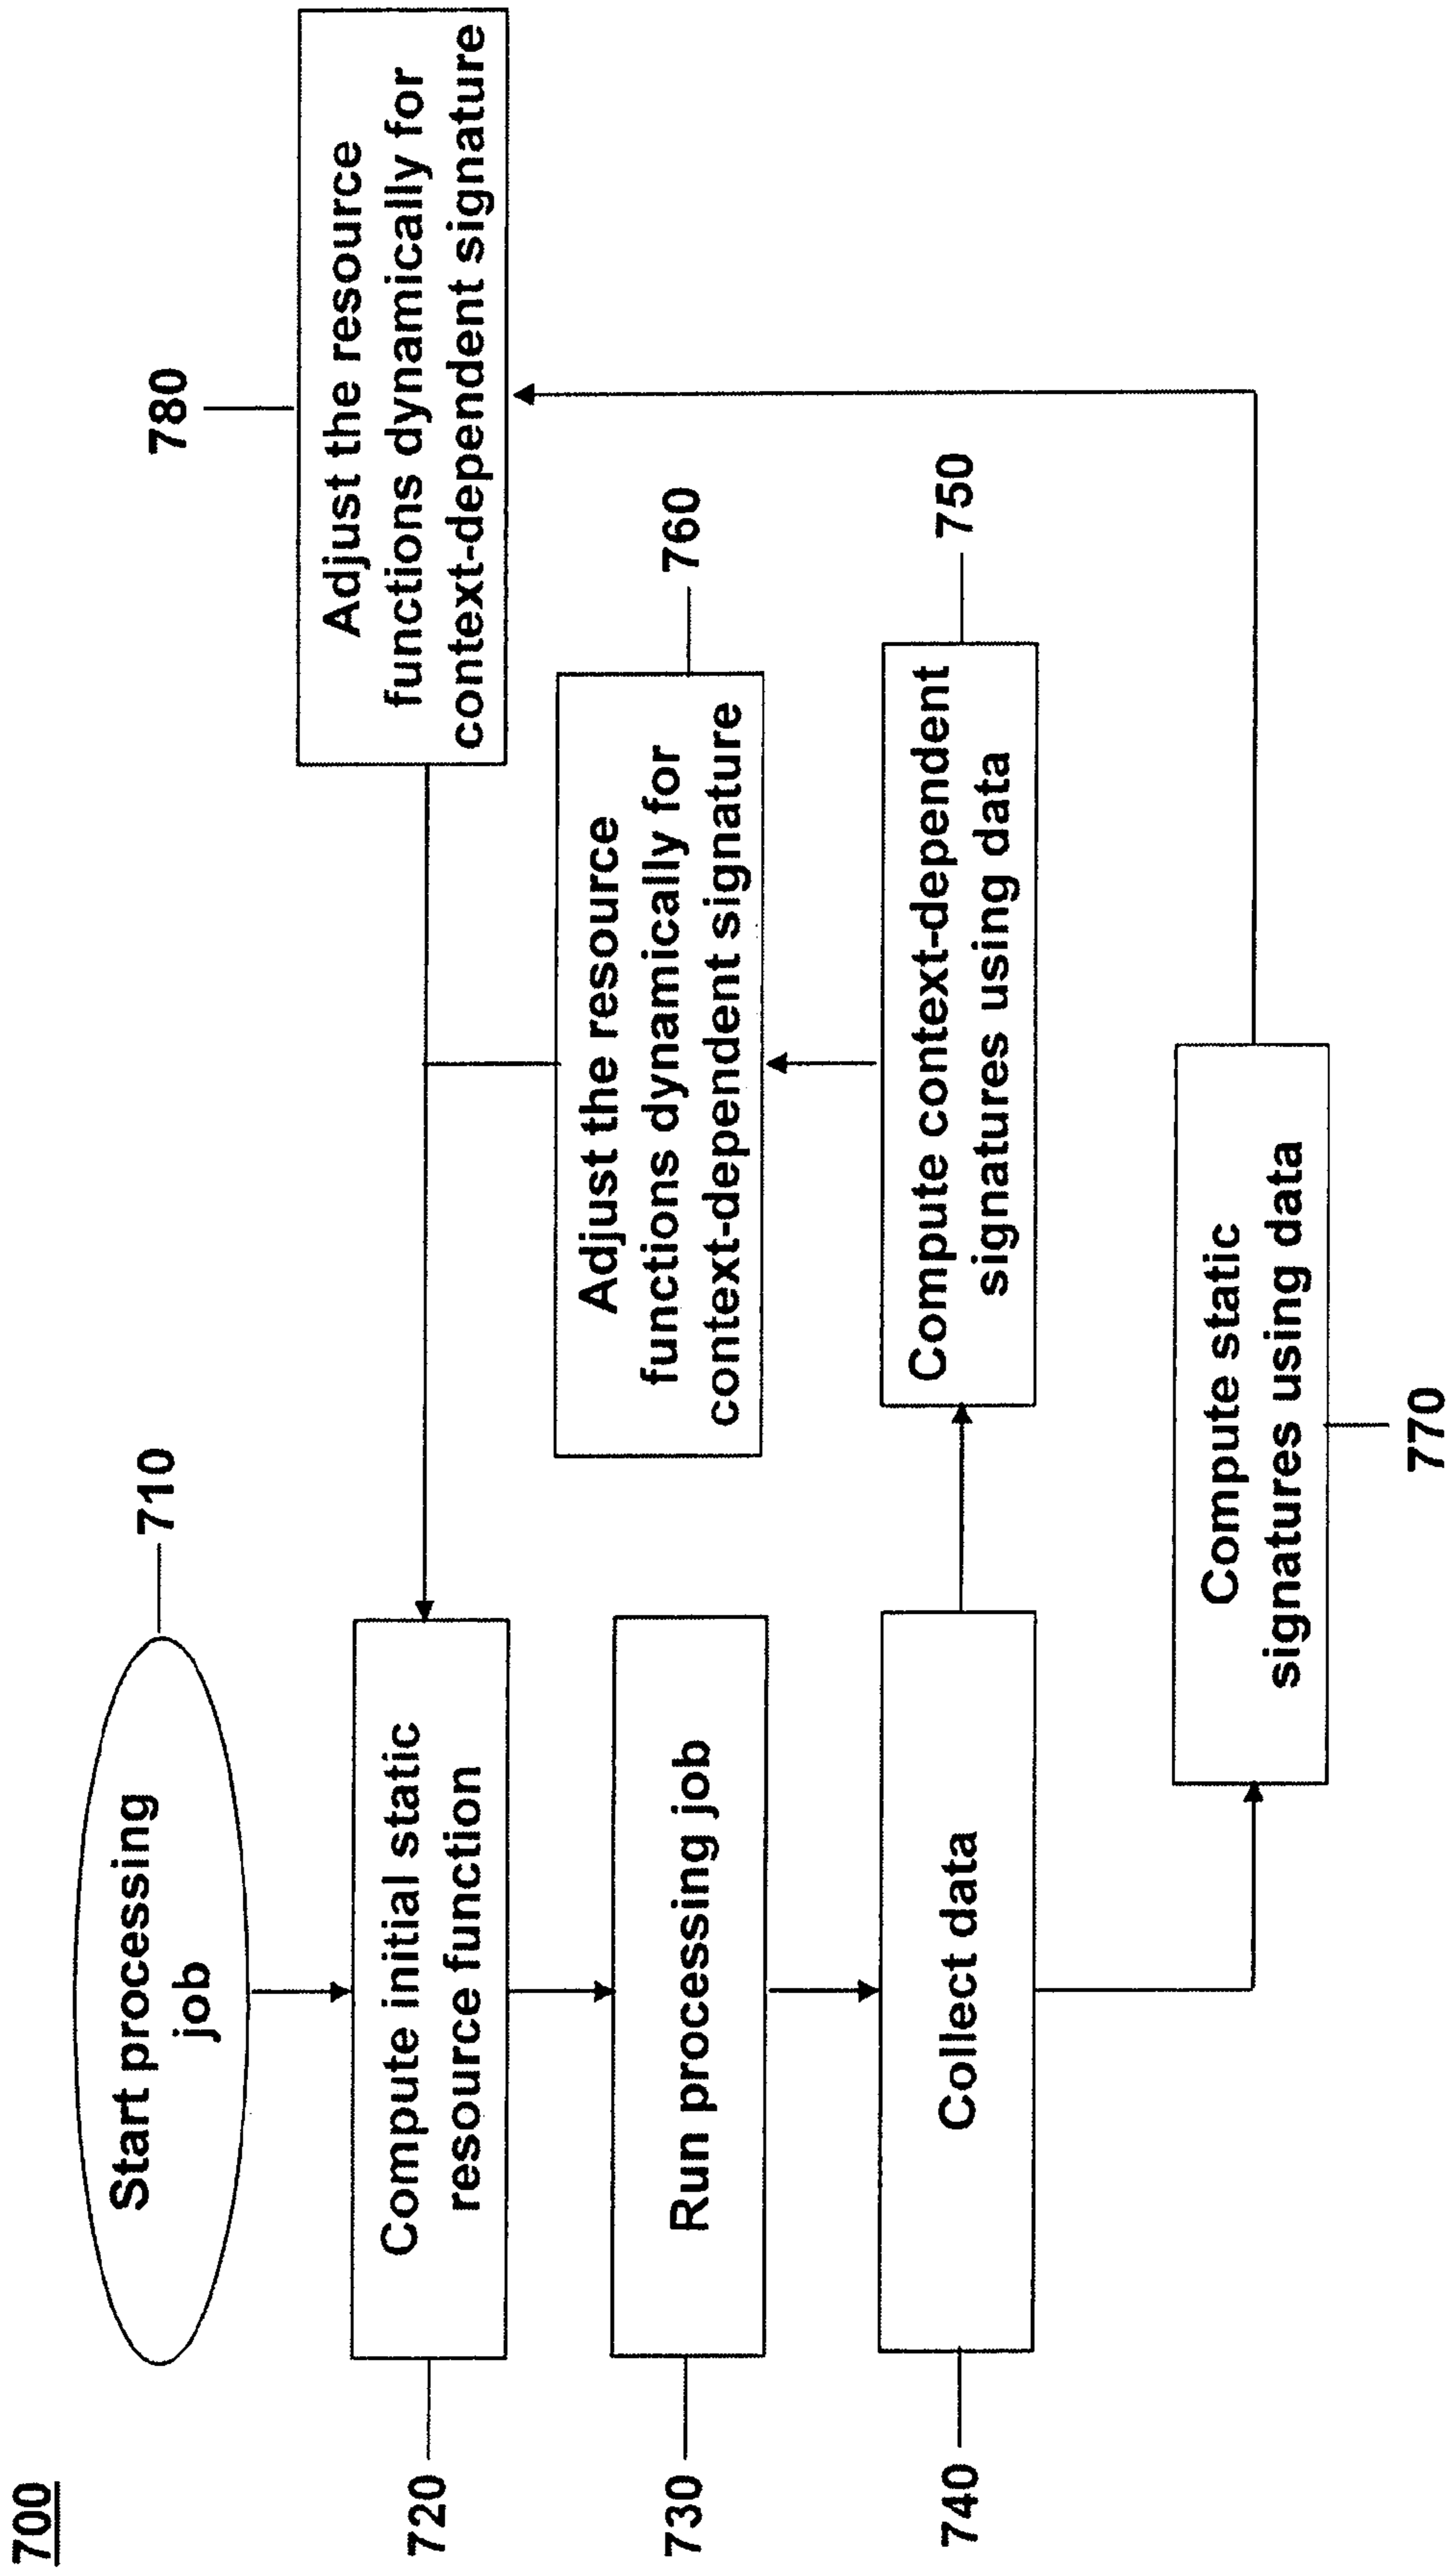 700
Start processing
job
710
Compute initial static
resource function
720
Run processing job
730
Collect data
740
Compute context-dependent
signatures using data
750
Adjust the resource
functions dynamically for
context-dependent signature
760
Compute static
signatures using data
770
Adjust the resource
functions dynamically for
context-dependent signature
780